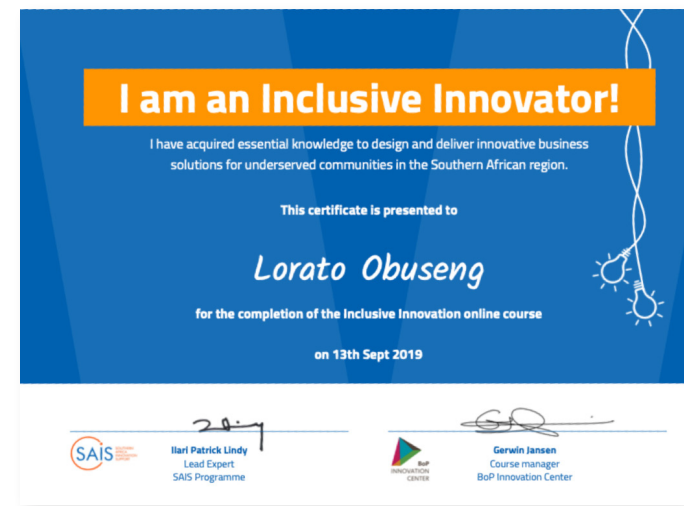 I am an Inclusive Innovator!
I have acquired essential knowledge to design and deliver innovative business
solutions for underserved communities in the Southern African region.
This certificate is presented to
Lorato Obuseng
for the completion of the Inclusive Innovation online course
on 13th Sept 2019
SAIS
Ilari Patrick Lindy
Lead Expert
SAIS Programme
BoP
INNOVATION
CENTER
Gerwin Jansen
Course manager
BoP Innovation Center